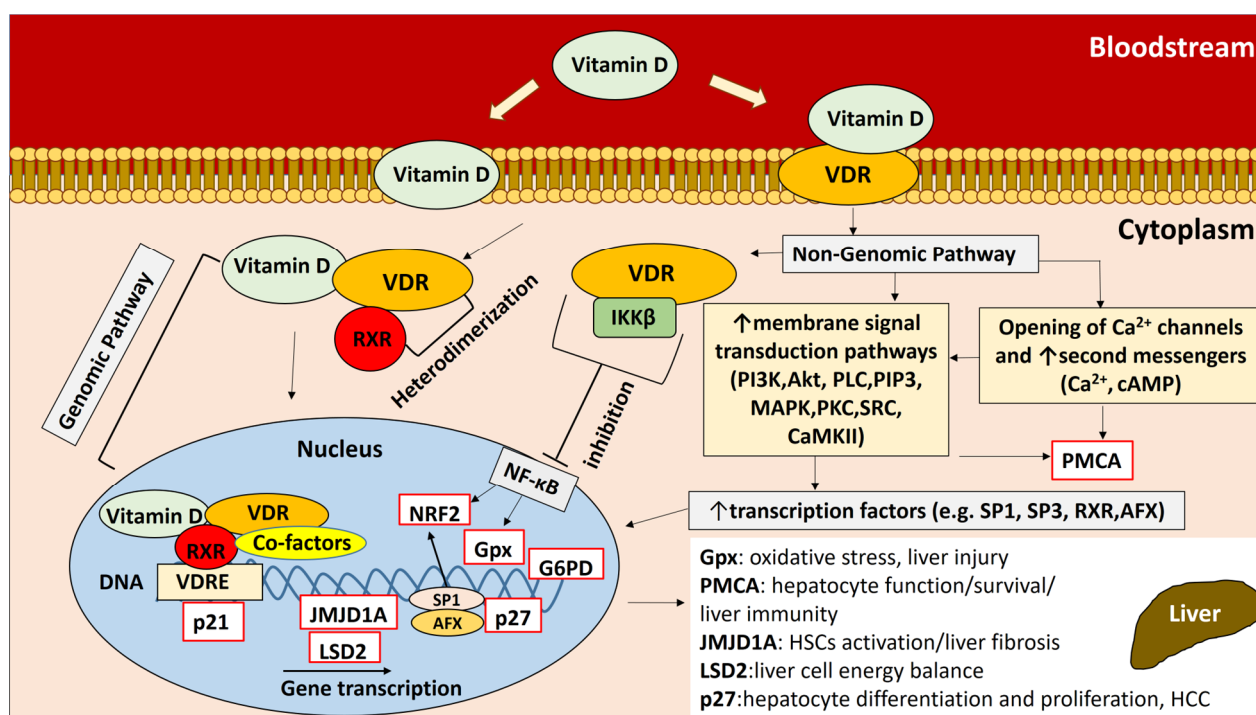 Bloodstream
Vitamin D
Vitamin D
Vitamin D
VDR
Cytoplasm
Genomic Pathway
Vitamin D
VDR
RXR
Heterodimerization
VDR
IKKβ
inhibition
Non-Genomic Pathway
↑membrane signal
transduction pathways
(PI3K,Akt, PLC,PIP3,
MAPK,PKC,SRC,
CaMKII)
Opening of Ca²⁺ channels
and ↑second messengers
(Ca²⁺, cAMP)
PMCA
↑transcription factors (e.g. SP1, SP3, RXR,AFX)
Nucleus
NF-κB
Vitamin D
VDR
RXR
Co-factors
NRF2
Gpx
G6PD
DNA
VDRE
p21
JMJD1A
LSD2
SP1
AFX
p27
Gene transcription
Gpx: oxidative stress, liver injury
PMCA: hepatocyte function/survival/
liver immunity
JMJD1A: HSCs activation/liver fibrosis
LSD2:liver cell energy balance
p27:hepatocyte differentiation and proliferation, HCC
Liver